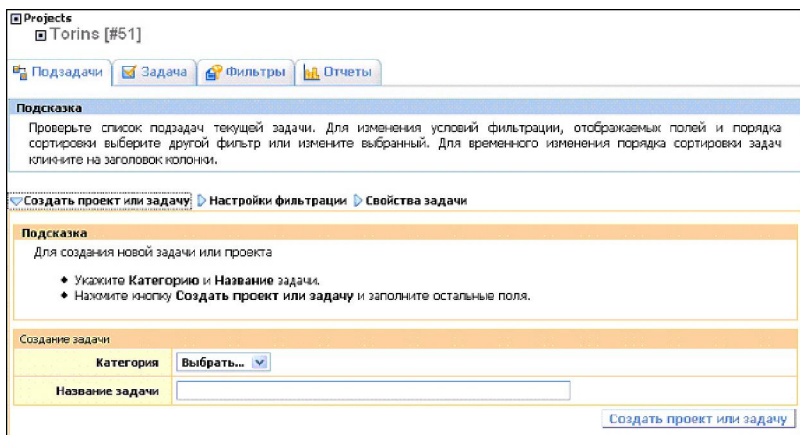 Projects
Torins [#51]
Подзадачи Задача Фильтры Отчеты
Подсказка
Проверьте список подзадач текущей задачи. Для изменения условий фильтрации, отображаемых полей и порядка
сортировки выберите другой фильтр или измените выбранный. Для временного изменения порядка сортировки задач
кликните на заголовок колонки.
Создать проект или задачу Настройки фильтрации Свойства задачи
Подсказка
Для создания новой задачи или проекта
Укажите Категорию и Название задачи.
Нажмите кнопку Создать проект или задачу и заполните остальные поля.
Создание задачи
Категория Выбрать...
Название задачи
Создать проект или задачу